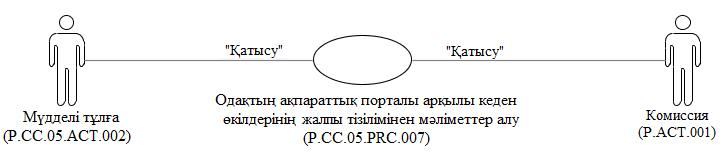 "Қатысу" "Қатысу"
Одақтың ақпараттық порталы арқылы кеден
өкілдерінің жалпы тізілімінен мәліметтер алу
(P.CC.05.PRC.007)
Мүдделі тұлға
(P.CC.05.ACT.002)
Комиссия
(P.ACT.001)